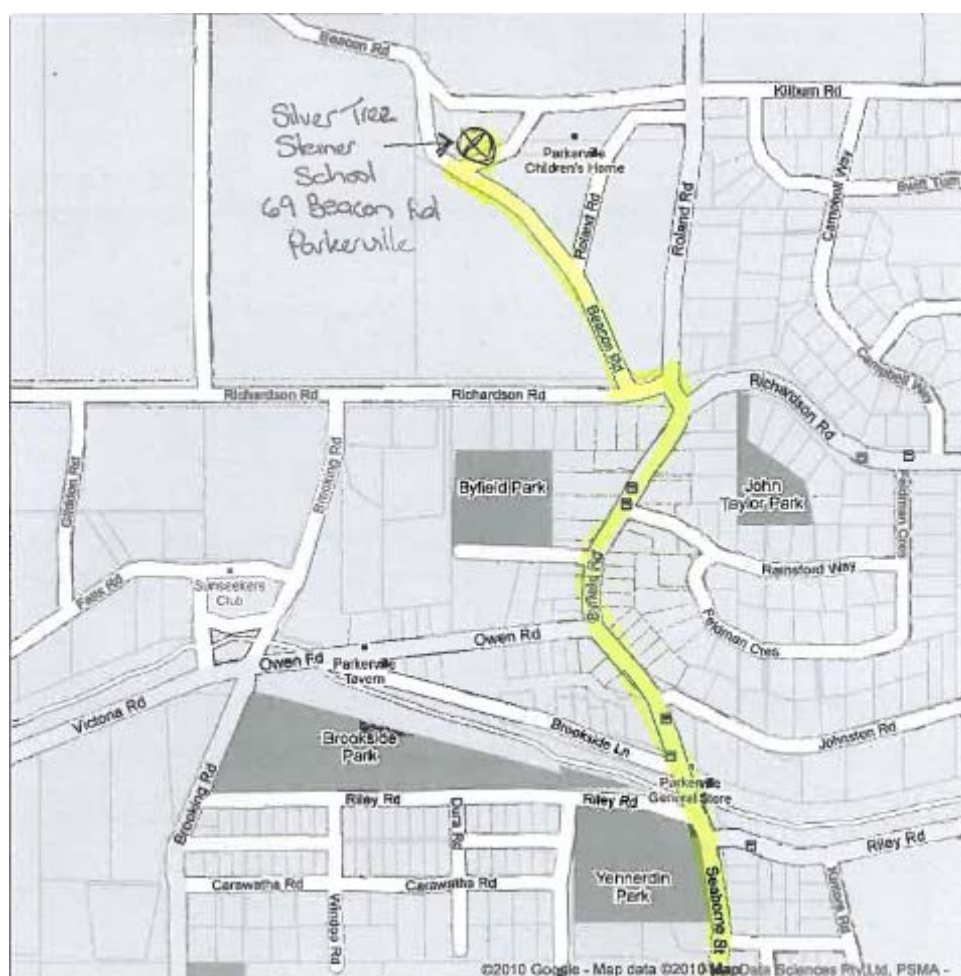 Beacon Rd
Kilburn Rd
Silver Tree
Steiner
School
69 Beacon Rd
Parkerville
Parkerville
Children's Home
Swift Turn
Campbell Way
Roland Rd
Roland Rd
Beacon Rd
Campbell Way
Richardson Rd
Richardson Rd
Richardson Rd
Brooking Rd
Byfield Park
John
Taylor Park
Feldman Cres
Falls Rd
Sunseekers
Club
Byfield Rd
Rainsford Way
Feldman Cres
Owen Rd
Owen Rd
Parkerville
Tavern
Victoria Rd
Brookside
Park
Brookside Ln
Johnston Rd
Parkerville
General Store
Brooking Rd
Riley Rd
Dura Rd
Riley Rd
Riley Rd
Carawatha Rd
Carawatha Rd
Windoo Rd
Yennerdin
Park
Seaborne St
©2010 Google - Map data ©2010 MapData Sciences Pty Ltd, PSMA -